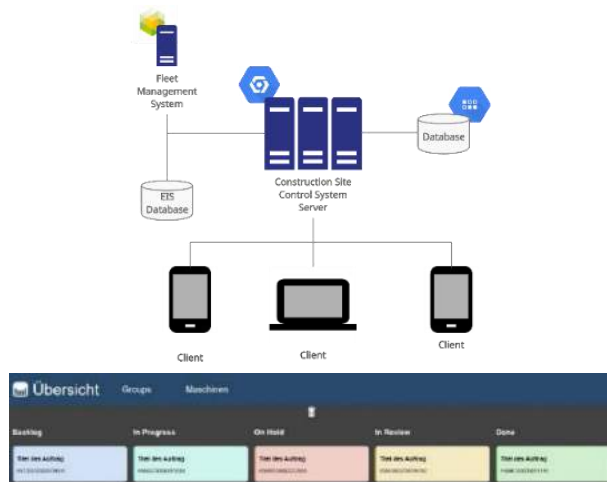 Fleet
Management
System
Database
EIS
Database
Construction Site
Control System
Server
Client
Client
Client
Übersicht Groups Maschinen
Backlog In Progress On Hold In Review Done
Titel des Auftrag Titel des Auftrag Titel des Auftrag Titel des Auftrag Titel des Auftrag